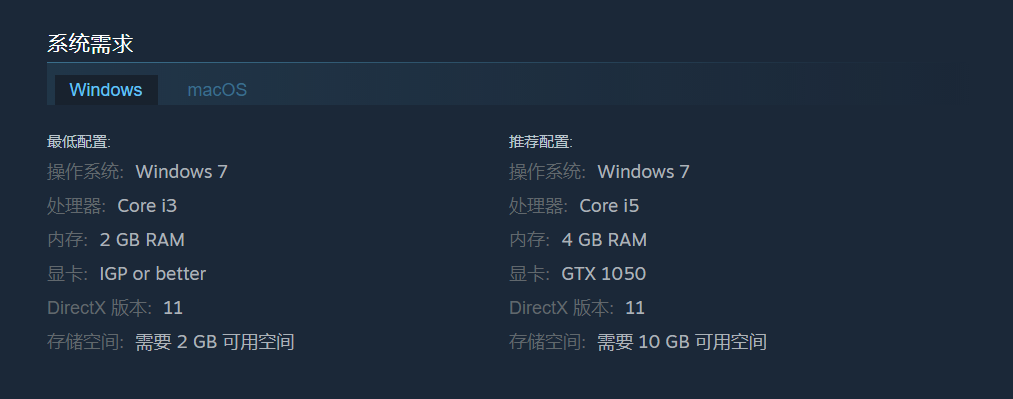 系统需求
Windows
macOS
最低配置:
操作系统: Windows 7
处理器: Core i3
内存: 2 GB RAM
显卡: IGP or better
DirectX 版本: 11
存储空间: 需要 2 GB 可用空间
推荐配置:
操作系统: Windows 7
处理器: Core i5
内存: 4 GB RAM
显卡: GTX 1050
DirectX 版本: 11
存储空间: 需要 10 GB 可用空间